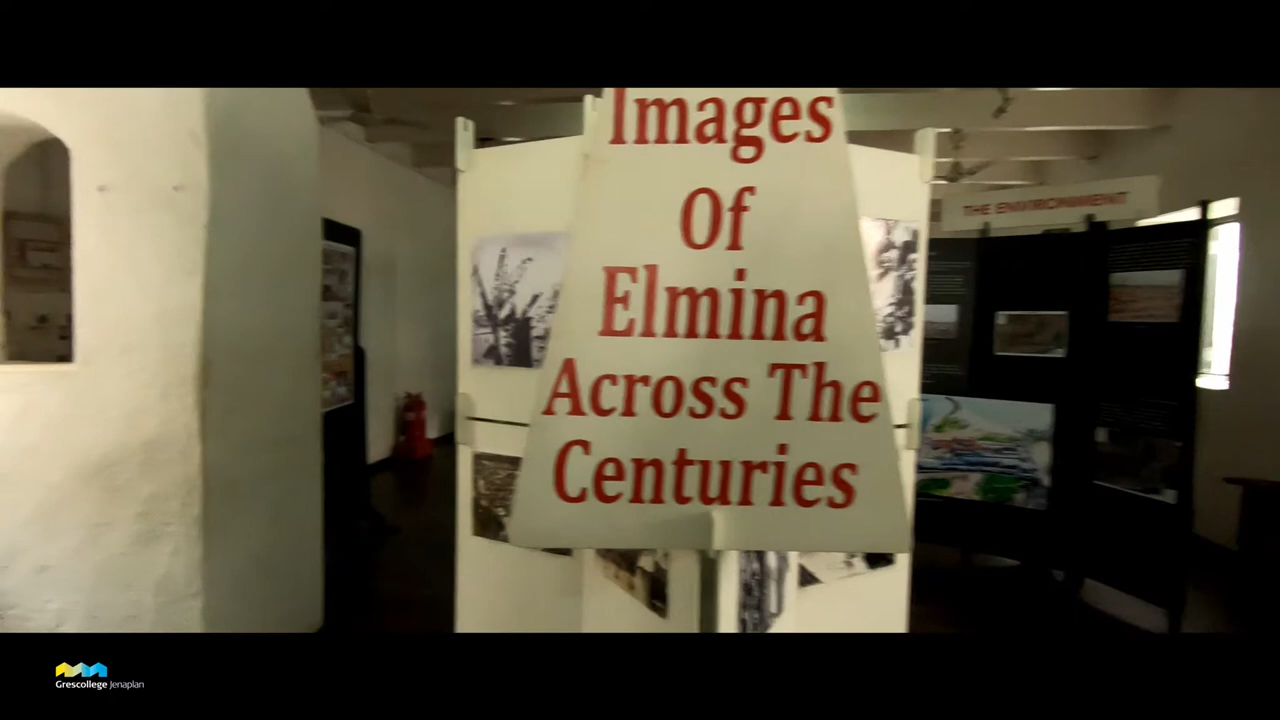 Images
Of
Elmina
Across The
Centuries
THE ENVIRONMENT
Grescollege Jenaplan